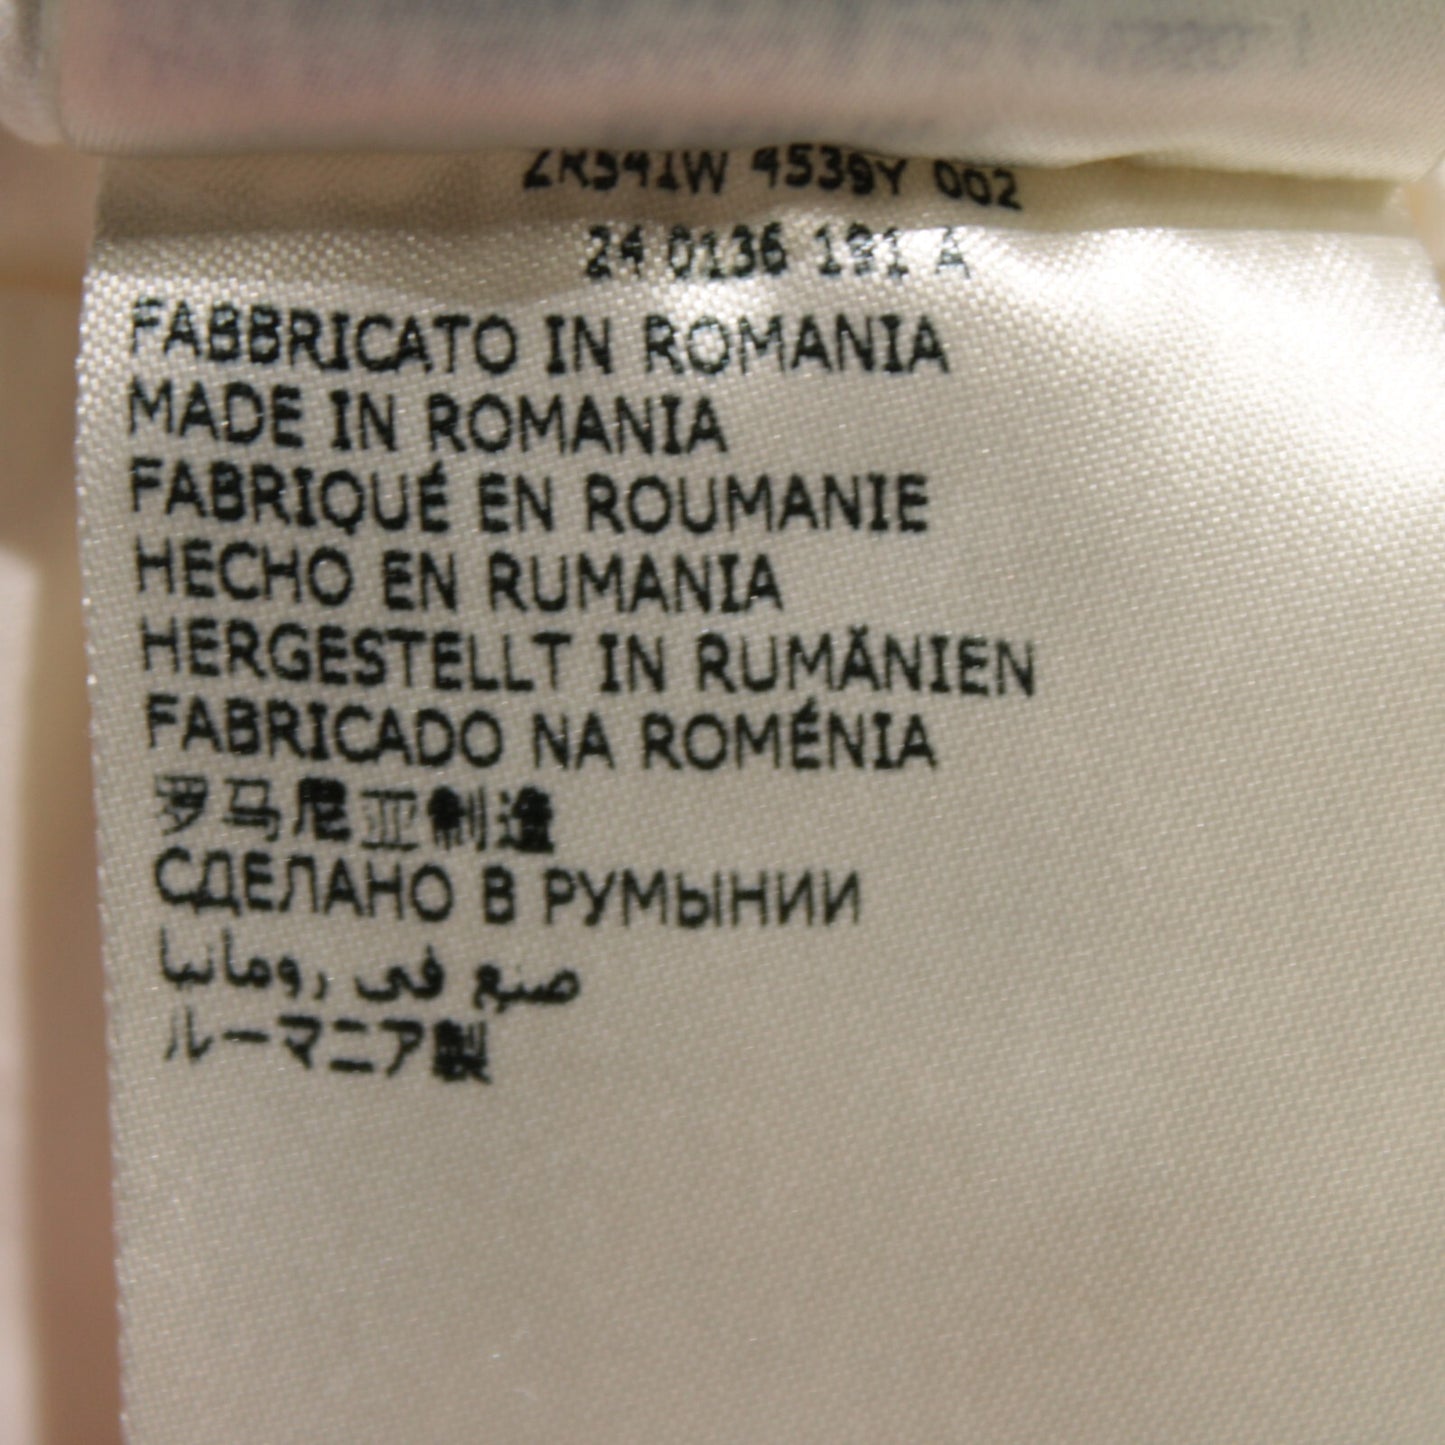 ZR541W 4539Y 002
24 0136 191 A
FABBRICATO IN ROMANIA
MADE IN ROMANIA
FABRIQUÉ EN ROUMANIE
HECHO EN RUMANIA
HERGESTELLT IN RUMÄNIEN
FABRICADO NA ROMÉNIA
罗马尼亚制造
СДЕЛАНО В РУМЫНИИ
صنع في رومانيا
ルーマニア製